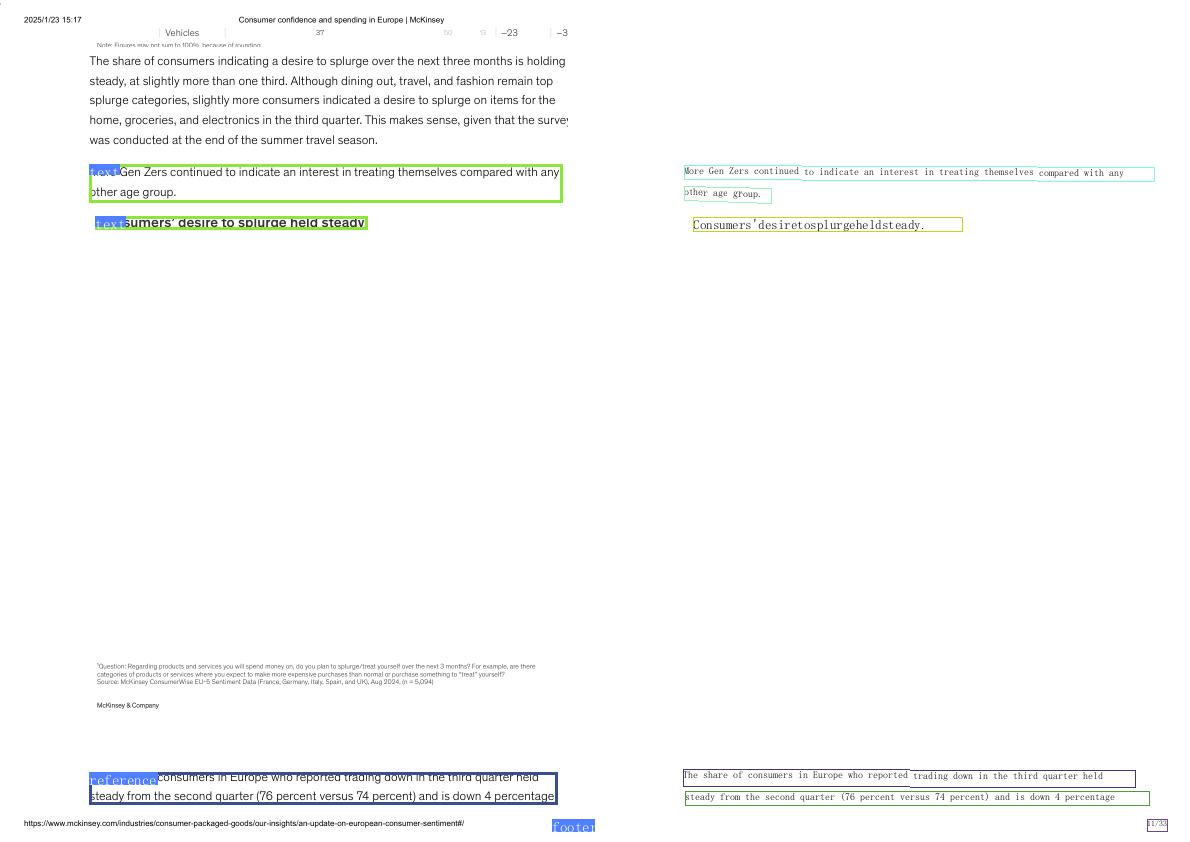 2025/1/23 15:17
Consumer confidence and spending in Europe | McKinsey
Vehicles 37 50 13 –23 –3
Note: Figures may not sum to 100%, because of rounding.
The share of consumers indicating a desire to splurge over the next three months is holding
steady, at slightly more than one third. Although dining out, travel, and fashion remain top
splurge categories, slightly more consumers indicated a desire to splurge on items for the
home, groceries, and electronics in the third quarter. This makes sense, given that the survey
was conducted at the end of the summer travel season.
text Gen Zers continued to indicate an interest in treating themselves compared with any
other age group.
text sumers’ desire to splurge held steady
¹Question: Regarding products and services you will spend money on, do you plan to splurge/treat yourself over the next 3 months? For example, are there
categories of products or services where you expect to make more expensive purchases than normal or purchase something to “treat” yourself?
Source: McKinsey ConsumerWise EU-5 Sentiment Data (France, Germany, Italy, Spain, and UK), Aug 2024, (n = 5,094)
McKinsey & Company
reference consumers in Europe who reported trading down in the third quarter held
steady from the second quarter (76 percent versus 74 percent) and is down 4 percentage
https://www.mckinsey.com/industries/consumer-packaged-goods/our-insights/an-update-on-european-consumer-sentiment#/
footer
More Gen Zers continued to indicate an interest in treating themselves compared with any
other age group.
Consumers'desiretosplurgeheldsteady.
The share of consumers in Europe who reported trading down in the third quarter held
steady from the second quarter (76 percent versus 74 percent) and is down 4 percentage
11/33